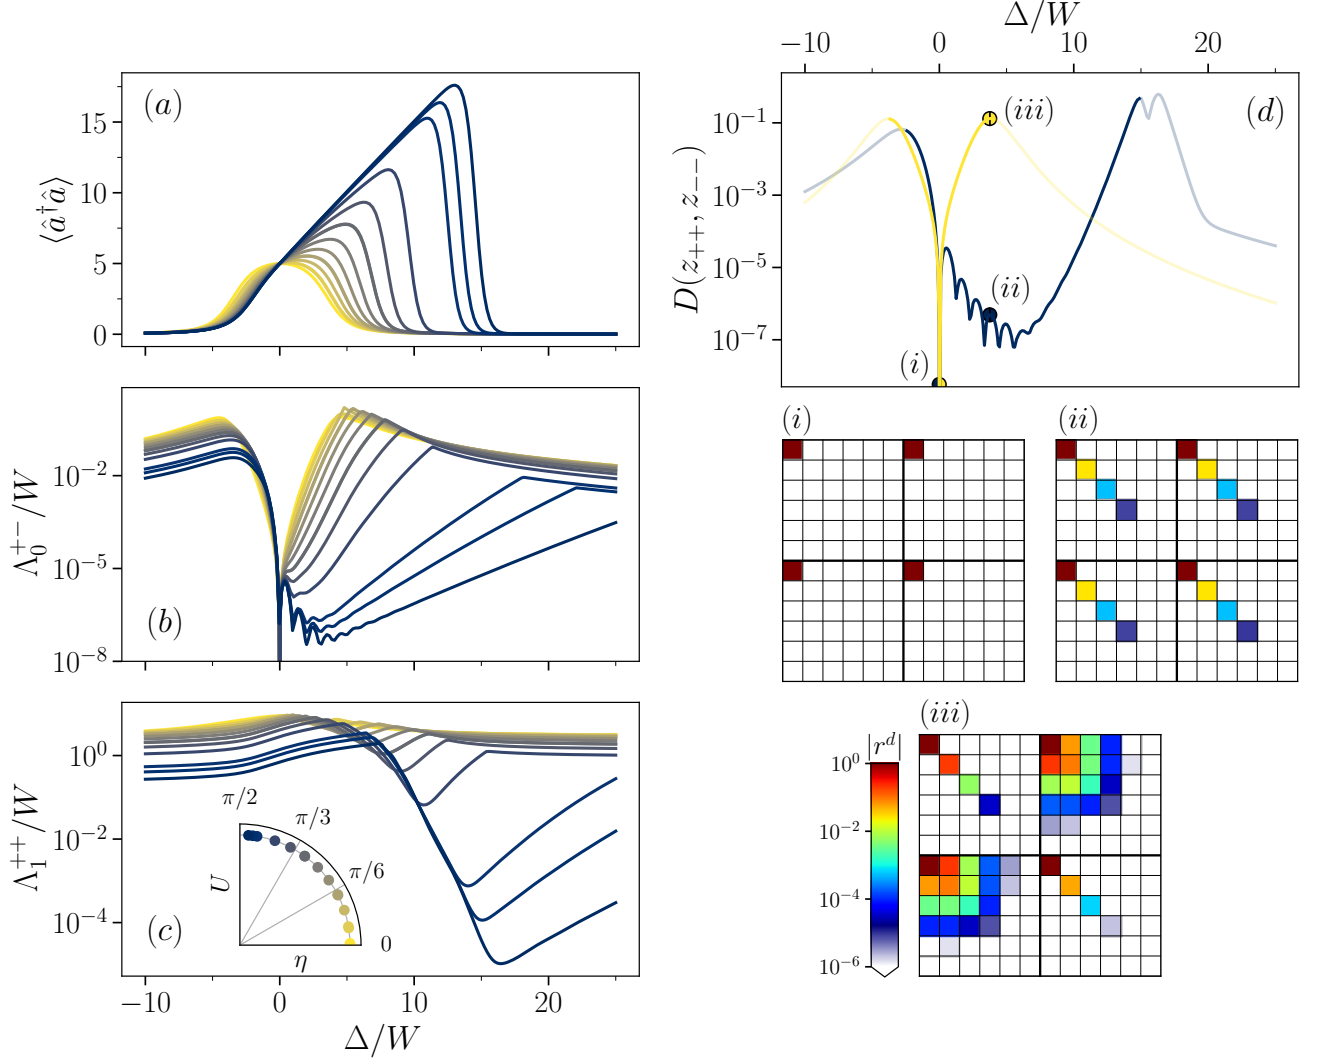 (a)
⟨â†â⟩
15
10
5
0
(b)
Λ₀⁺⁻/W
10⁻²
10⁻⁵
10⁻⁸
(c)
Λ₁⁺⁺/W
10⁰
10⁻²
10⁻⁴
π/2
π/3
π/6
0
U
η
−10 0 10 20
Δ/W
Δ/W
−10 0 10 20
(d)
D(z₊₊, z₋₋)
10⁻¹
10⁻³
10⁻⁵
10⁻⁷
(iii)
(ii)
(i)
(i)
(ii)
(iii)
|rᵈ|
10⁰
10⁻²
10⁻⁴
10⁻⁶